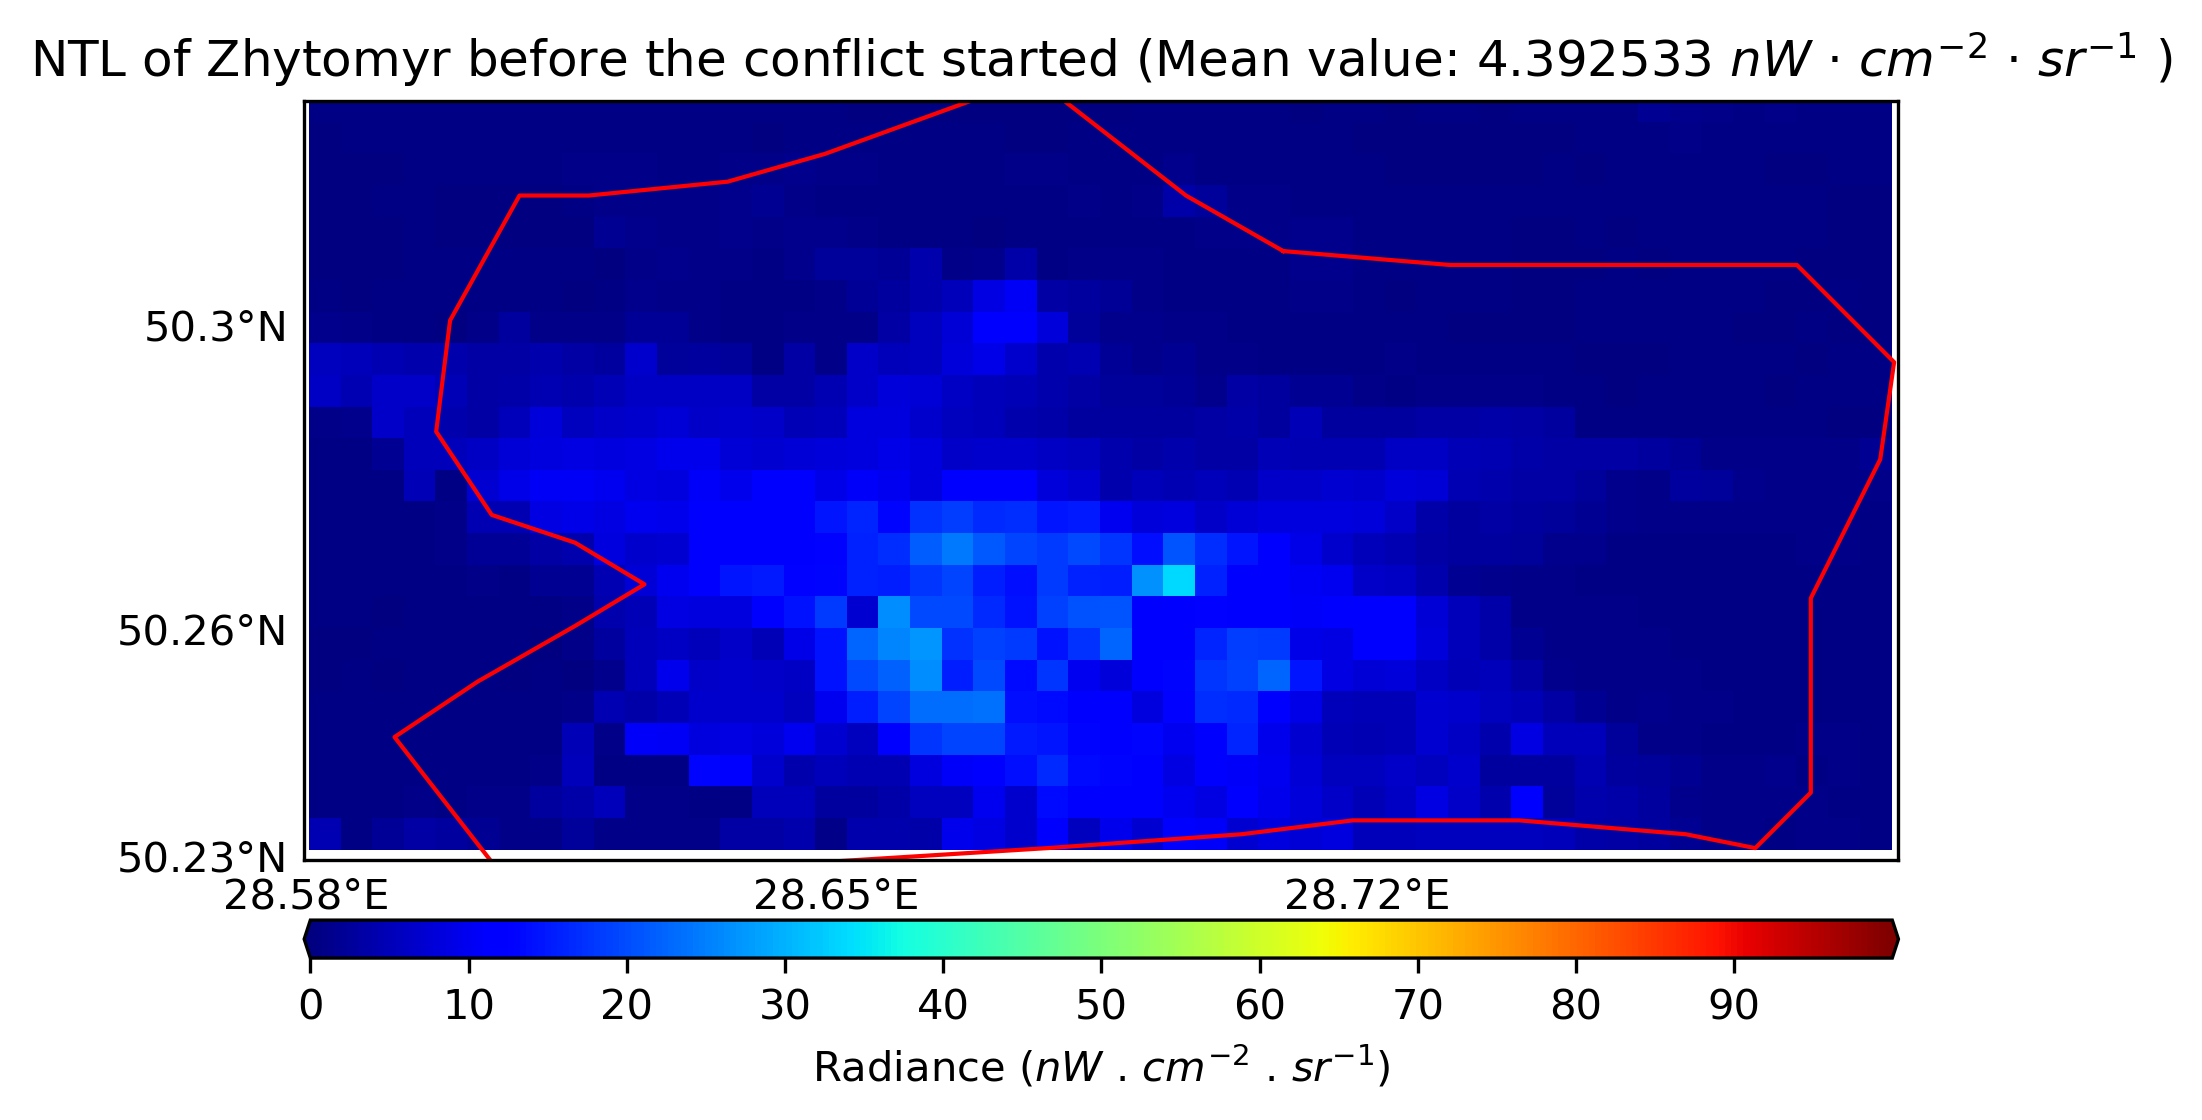 NTL of Zhytomyr before the conflict started (Mean value: 4.392533 nW · cm⁻² · sr⁻¹ )
50.3°N
50.26°N
50.23°N
28.58°E 28.65°E 28.72°E
0 10 20 30 40 50 60 70 80 90
Radiance (nW . cm⁻² . sr⁻¹)